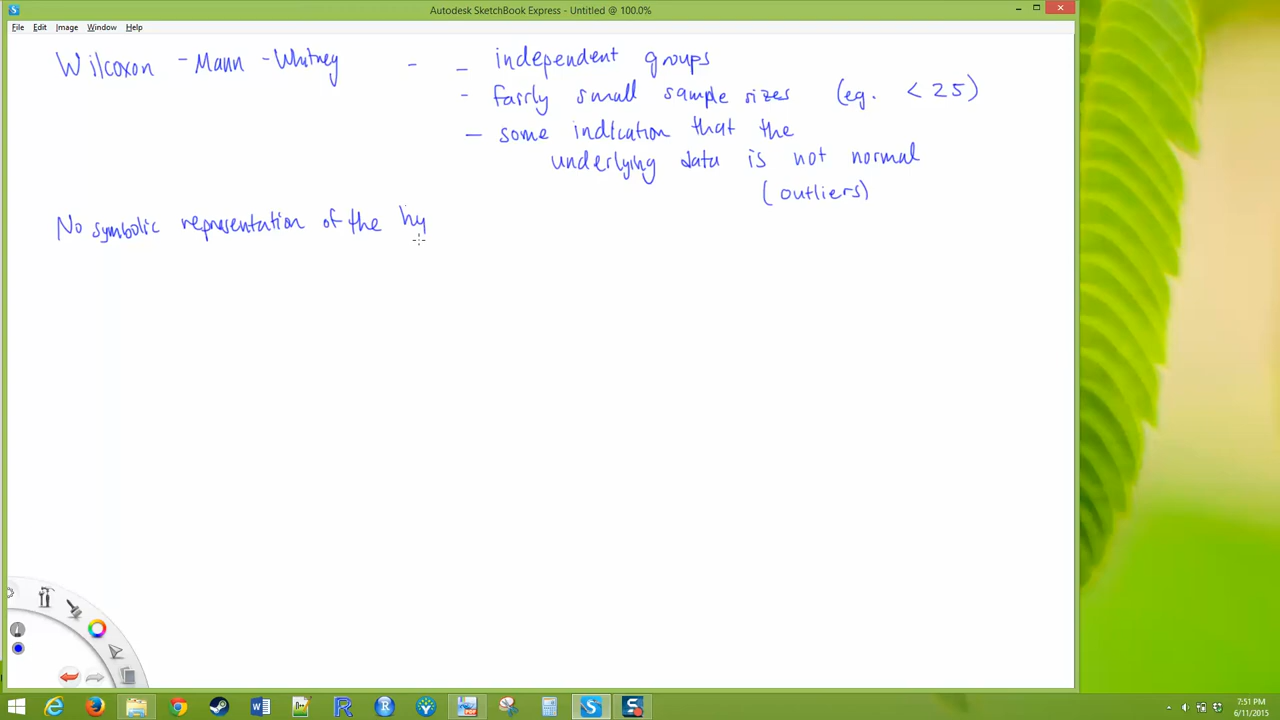 Autodesk SketchBook Express - Untitled @ 100.0%
File Edit Image Window Help
Wilcoxon - Mann - Whitney - - independent groups
- fairly small sample sizes (eg. < 25)
- some indication that the
underlying data is not normal
(outliers)
No symbolic representation of the hy
7:51 PM
6/11/2015